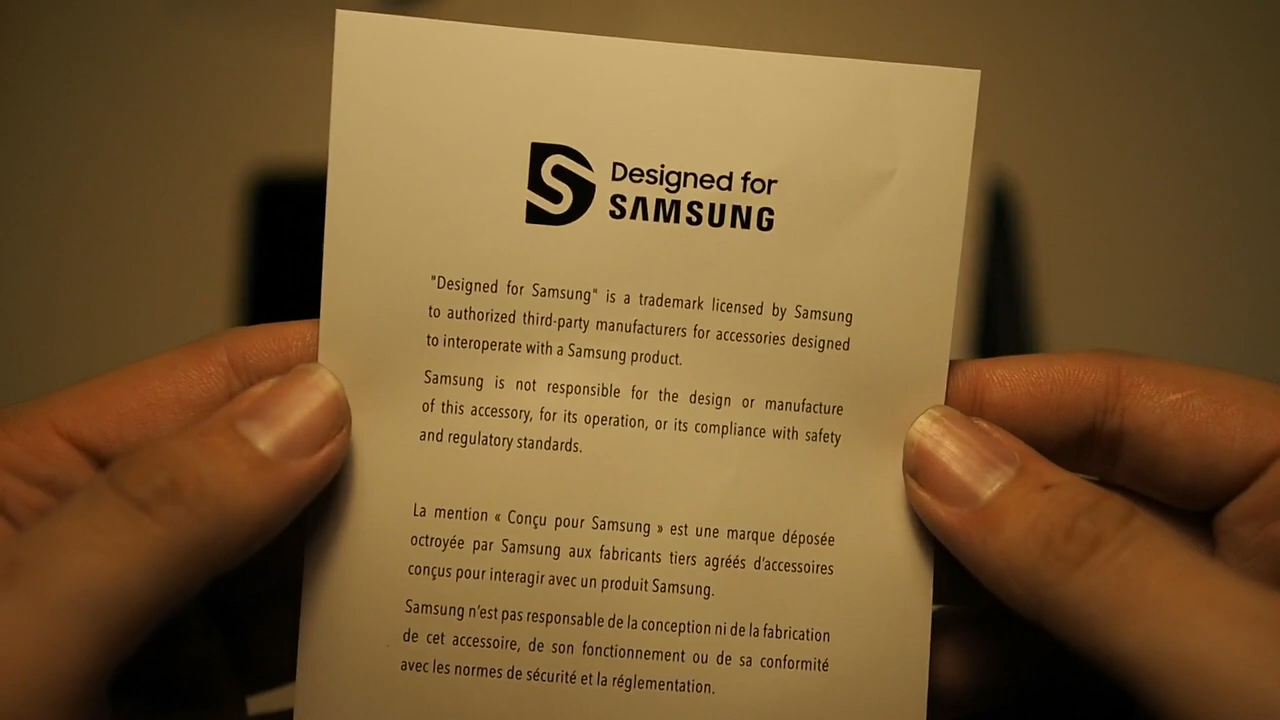 Designed for
SAMSUNG
"Designed for Samsung" is a trademark licensed by Samsung
to authorized third-party manufacturers for accessories designed
to interoperate with a Samsung product.
Samsung is not responsible for the design or manufacture
of this accessory, for its operation, or its compliance with safety
and regulatory standards.
La mention « Conçu pour Samsung » est une marque déposée
octroyée par Samsung aux fabricants tiers agréés d'accessoires
conçus pour interagir avec un produit Samsung.
Samsung n'est pas responsable de la conception ni de la fabrication
de cet accessoire, de son fonctionnement ou de sa conformité
avec les normes de sécurité et la réglementation.